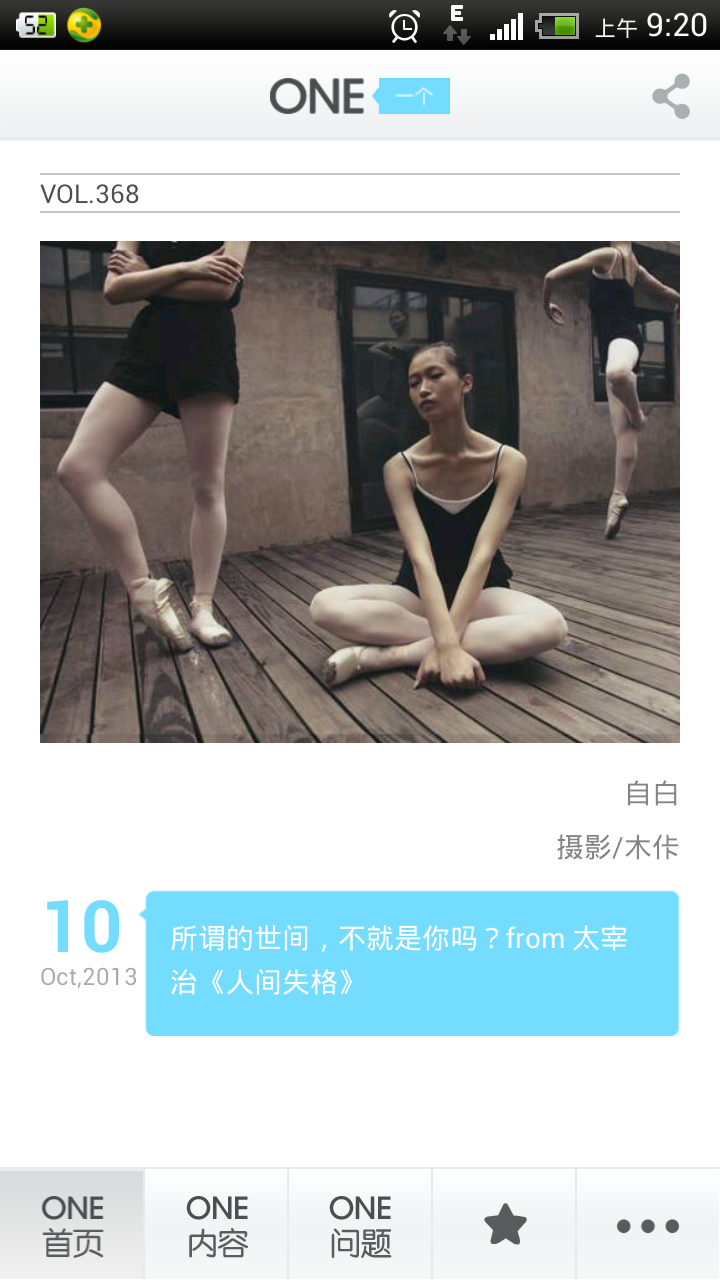 52
E
上午 9:20
ONE 一个
VOL.368
自白
摄影/木佧
10
Oct,2013
所谓的世间，不就是你吗？from 太宰
治《人间失格》
ONE
首页
ONE
内容
ONE
问题